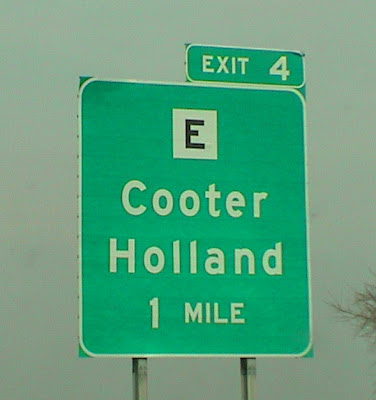 EXIT 4
E
Cooter
Holland
1 MILE